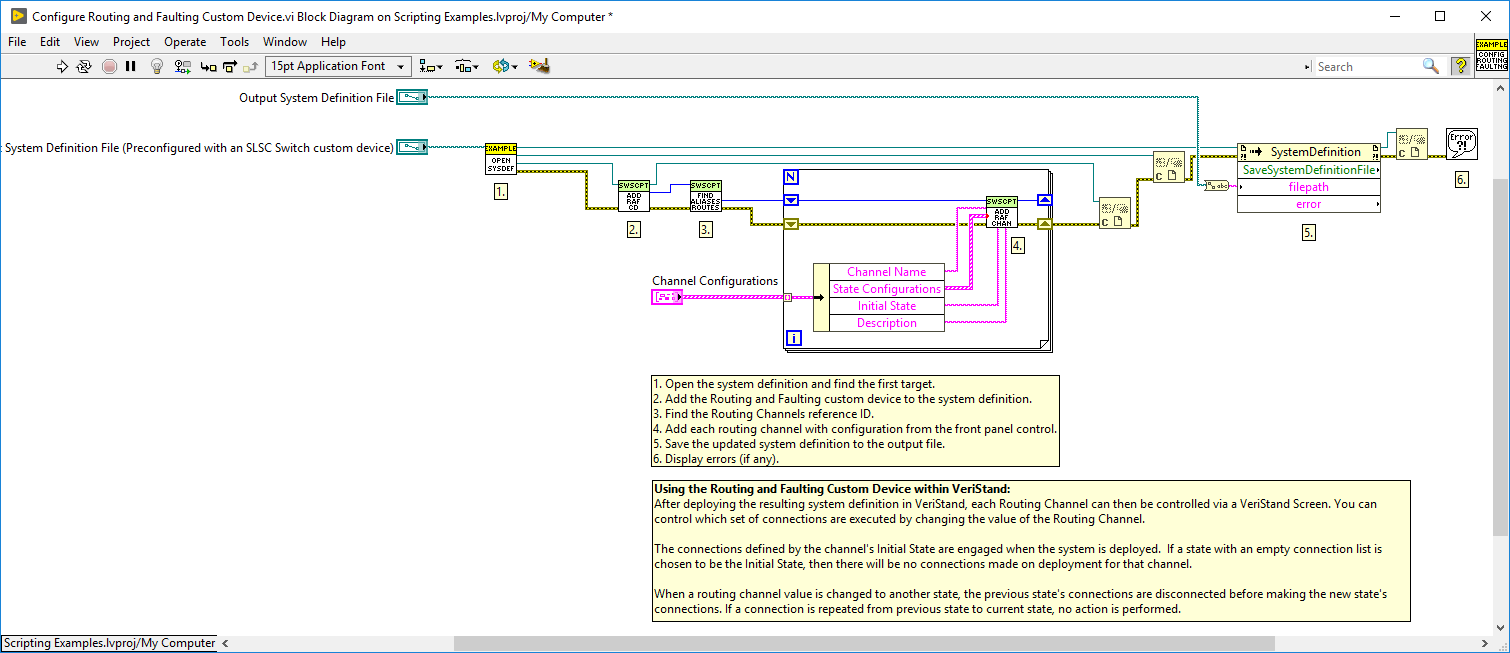 Configure Routing and Faulting Custom Device.vi Block Diagram on Scripting Examples.lvproj/My Computer *
File Edit View Project Operate Tools Window Help
EXAMPLE
CONFIG
ROUTING
FAULTNG
15pt Application Font
Search
?
Output System Definition File
: System Definition File (Preconfigured with an SLSC Switch custom device)
EXAMPLE
OPEN
SYSDEF
1.
SWSCPT
ADD
RAF
CD
2.
SWSCPT
FIND
ALIASES
ROUTES
3.
N
SWSCPT
ADD
RAF
CHAN
4.
Channel Configurations
Channel Name
State Configurations
Initial State
Description
i
C
C
abc
SystemDefinition
SaveSystemDefinitionFile
filepath
error
5.
C
Error
?!
6.
1. Open the system definition and find the first target.
2. Add the Routing and Faulting custom device to the system definition.
3. Find the Routing Channels reference ID.
4. Add each routing channel with configuration from the front panel control.
5. Save the updated system definition to the output file.
6. Display errors (if any).
Using the Routing and Faulting Custom Device within VeriStand:
After deploying the resulting system definition in VeriStand, each Routing Channel can then be controlled via a VeriStand Screen. You can
control which set of connections are executed by changing the value of the Routing Channel.
The connections defined by the channel's Initial State are engaged when the system is deployed.  If a state with an empty connection list is
chosen to be the Initial State, then there will be no connections made on deployment for that channel.
When a routing channel value is changed to another state, the previous state's connections are disconnected before making the new state's
connections. If a connection is repeated from previous state to current state, no action is performed.
Scripting Examples.lvproj/My Computer